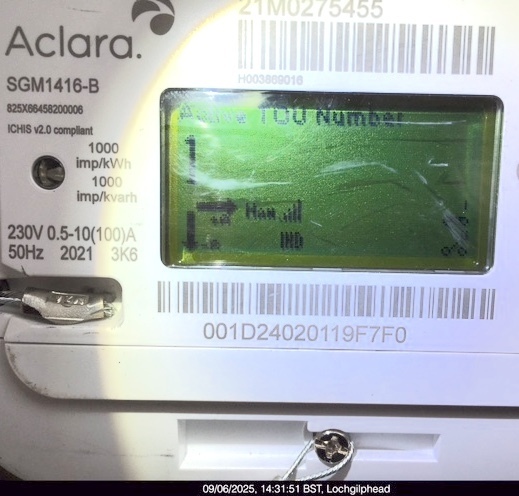 21M0275455
Aclara.
H003869016
SGM1416-B
825X66458200006
ICHIS v2.0 compliant
1000
imp/kWh
1000
imp/kvarh
230V 0.5-10(100)A
50Hz 2021 3K6
Active TOU Number
1
Han
IND
001D24020119F7F0
09/06/2025, 14:31:51 BST, Lochgilphead